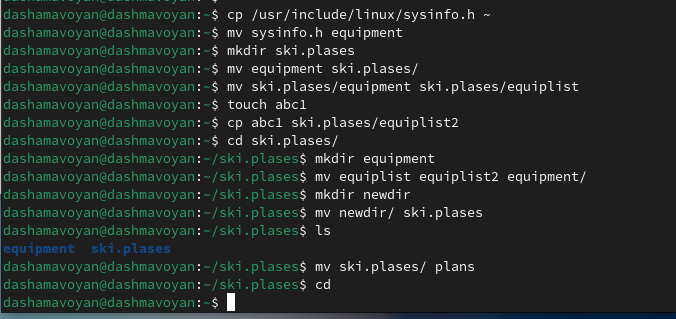 dashamavoyan@dashmavoyan:~$ cp /usr/include/linux/sysinfo.h ~
dashamavoyan@dashmavoyan:~$ mv sysinfo.h equipment
dashamavoyan@dashmavoyan:~$ mkdir ski.plases
dashamavoyan@dashmavoyan:~$ mv equipment ski.plases/
dashamavoyan@dashmavoyan:~$ mv ski.plases/equipment ski.plases/equiplist
dashamavoyan@dashmavoyan:~$ touch abc1
dashamavoyan@dashmavoyan:~$ cp abc1 ski.plases/equiplist2
dashamavoyan@dashmavoyan:~$ cd ski.plases/
dashamavoyan@dashmavoyan:~/ski.plases$ mkdir equipment
dashamavoyan@dashmavoyan:~/ski.plases$ mv equiplist equiplist2 equipment/
dashamavoyan@dashmavoyan:~/ski.plases$ mkdir newdir
dashamavoyan@dashmavoyan:~/ski.plases$ mv newdir/ ski.plases
dashamavoyan@dashmavoyan:~/ski.plases$ ls
equipment  ski.plases
dashamavoyan@dashmavoyan:~/ski.plases$ mv ski.plases/ plans
dashamavoyan@dashmavoyan:~/ski.plases$ cd
dashamavoyan@dashmavoyan:~$